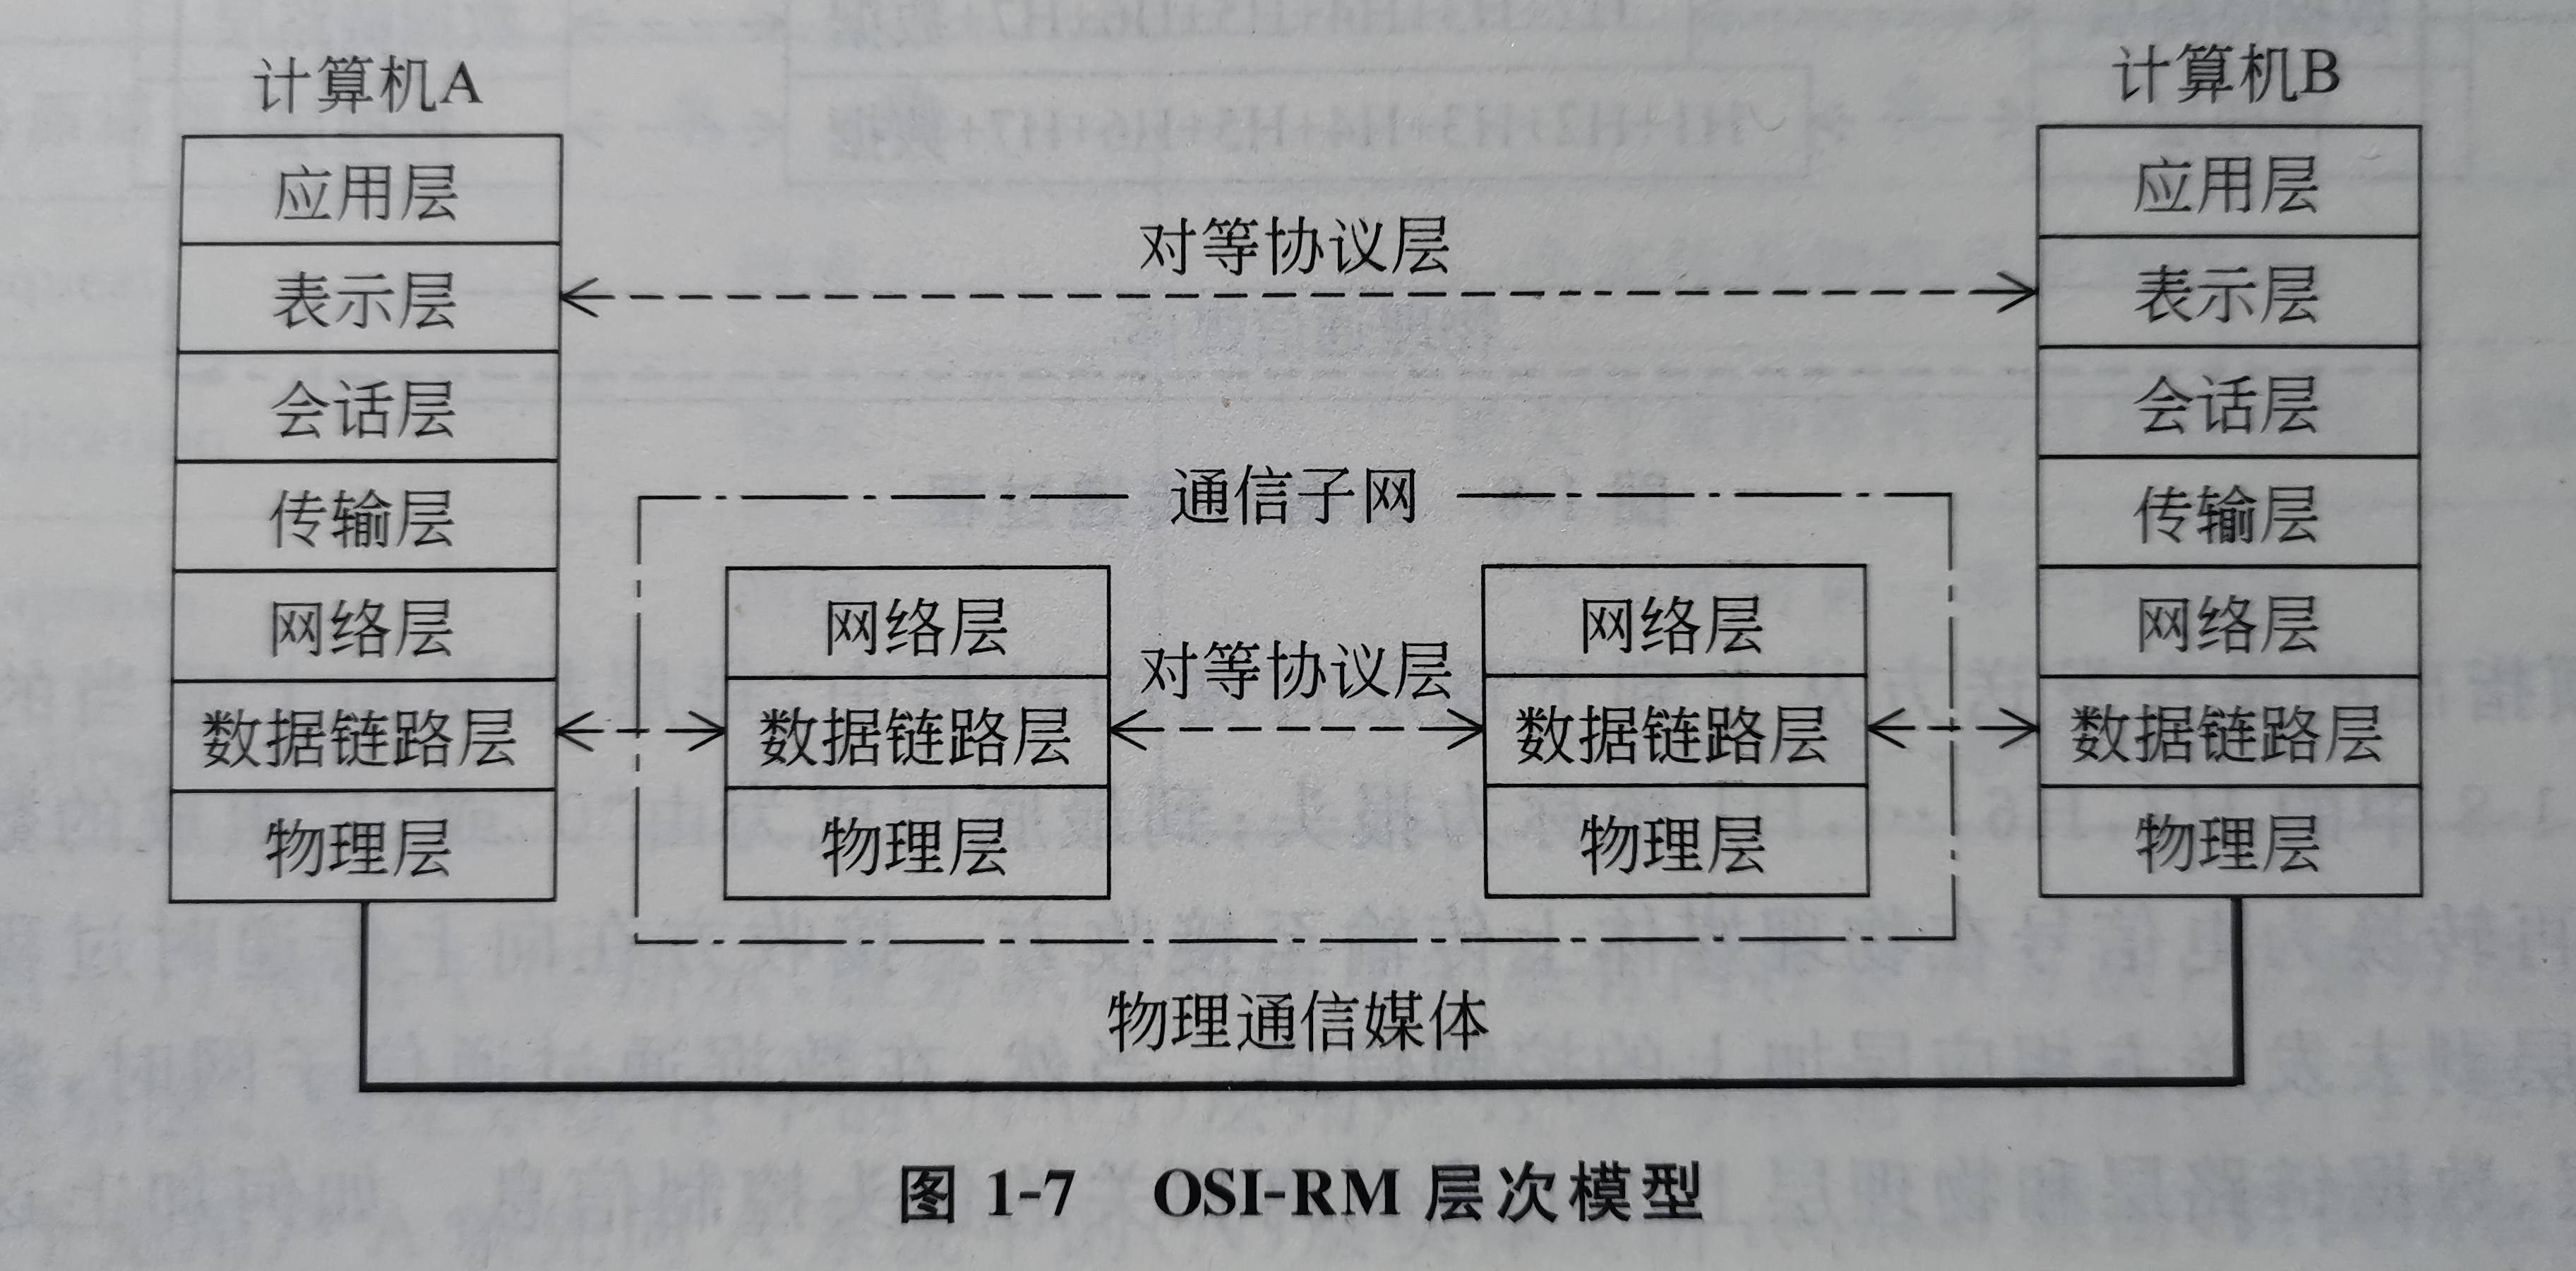 计算机A
计算机B
应用层
表示层
会话层
传输层
网络层
数据链路层
物理层
对等协议层
通信子网
网络层
数据链路层
物理层
对等协议层
网络层
数据链路层
物理层
应用层
表示层
会话层
传输层
网络层
数据链路层
物理层
物理通信媒体
图 1-7 OSI-RM 层次模型